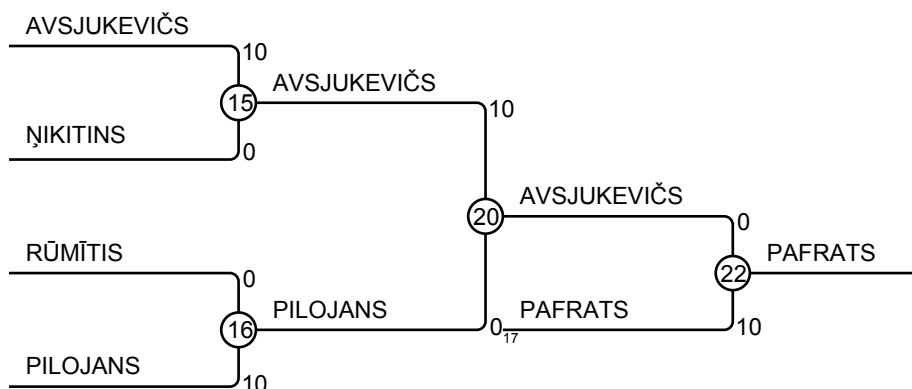 AVSJUKEVIČS
10
15
AVSJUKEVIČS
10
ŅIKITINS
0
20
AVSJUKEVIČS
0
RŪMĪTIS
0
22
PAFRATS
16
PILOJANS
0
17
PAFRATS
10
PILOJANS
10